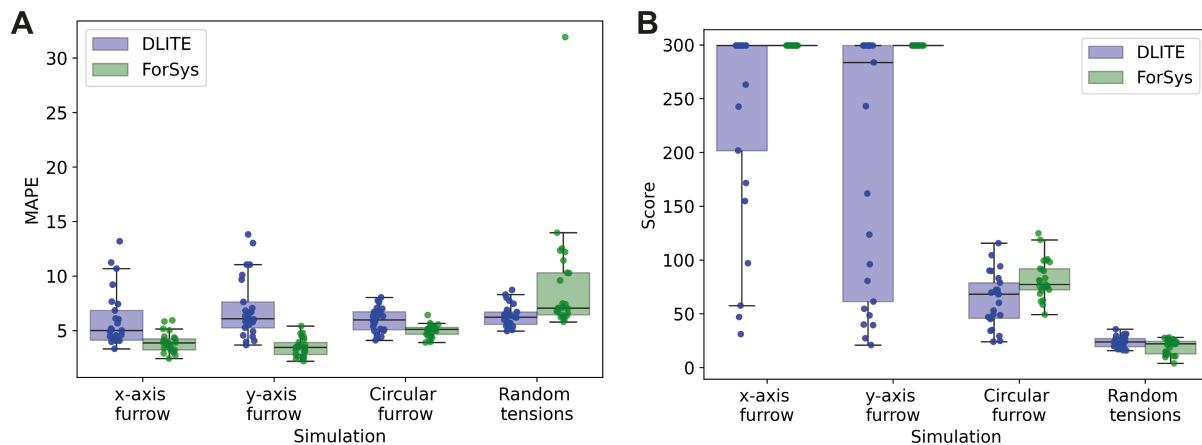 A
MAPE
30
25
20
15
10
5
DLITE
ForSys
x-axis
furrow
y-axis
furrow
Circular
furrow
Random
tensions
Simulation
B
Score
300
250
200
150
100
50
0
DLITE
ForSys
x-axis
furrow
y-axis
furrow
Circular
furrow
Random
tensions
Simulation